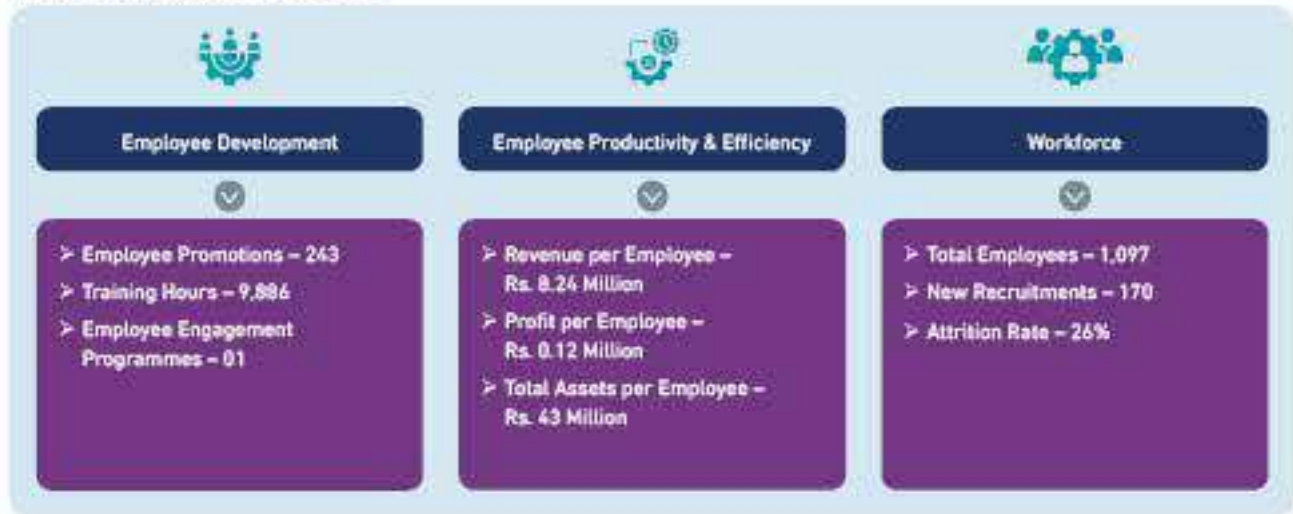 Employee Development
➢ Employee Promotions – 243
➢ Training Hours – 9,886
➢ Employee Engagement
Programmes – 01
Employee Productivity & Efficiency
➢ Revenue per Employee –
Rs. 8.24 Million
➢ Profit per Employee –
Rs. 0.12 Million
➢ Total Assets per Employee –
Rs. 43 Million
Workforce
➢ Total Employees – 1,097
➢ New Recruitments – 170
➢ Attrition Rate – 26%